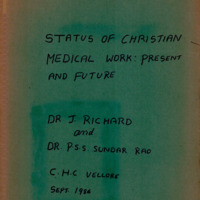 STATUS OF CHRISTIAN
MEDICAL WORK: PRESENT
AND FUTURE
DR J. RICHARD
and
DR. P.S.S. SUNDAR RAO
C.H.C VELLORE
SEPT. 1986